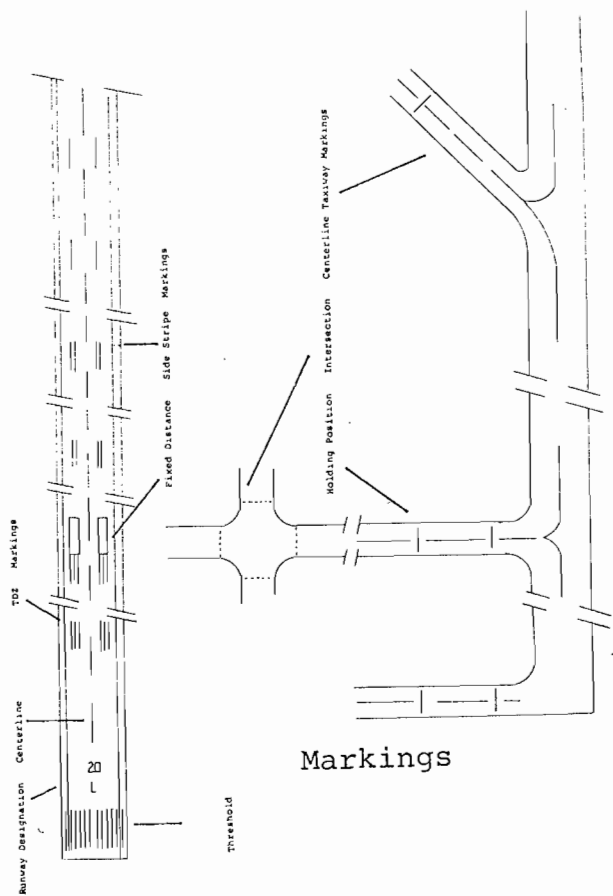 Runway Designation
Centerline
TDZ Markings
20
L
Threshold
Fixed Distance
Side Stripe Markings
Holding Position
Intersection
Centerline Taxiway Markings
Markings